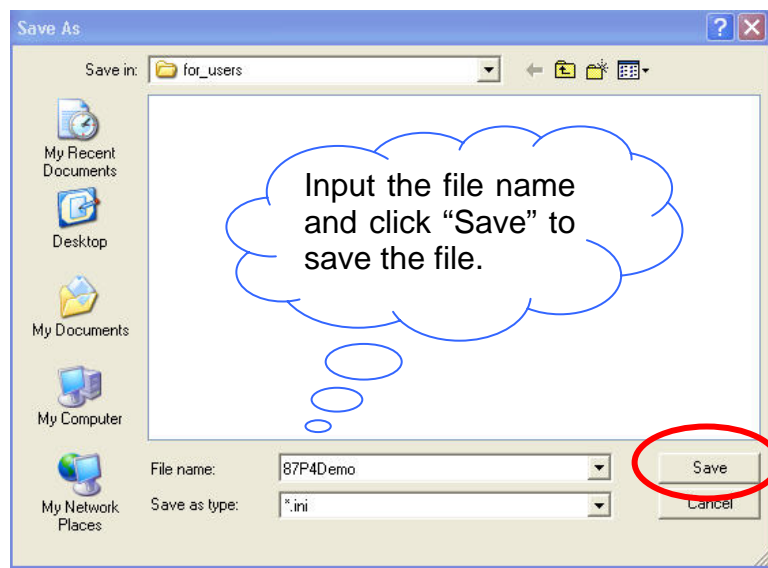 Save As
Save in:
for_users
My Recent
Documents
Desktop
My Documents
My Computer
My Network
Places
Input the file name
and click “Save” to
save the file.
File name:
87P4Demo
Save
Save as type:
*.ini
Cancel